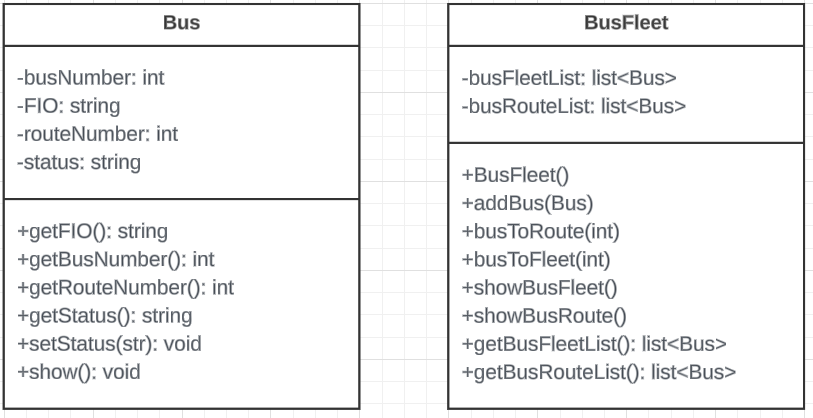 Bus
-busNumber: int
-FIO: string
-routeNumber: int
-status: string
+getFIO(): string
+getBusNumber(): int
+getRouteNumber(): int
+getStatus(): string
+setStatus(str): void
+show(): void
BusFleet
-busFleetList: list<Bus>
-busRouteList: list<Bus>
+BusFleet()
+addBus(Bus)
+busToRoute(int)
+busToFleet(int)
+showBusFleet()
+showBusRoute()
+getBusFleetList(): list<Bus>
+getBusRouteList(): list<Bus>